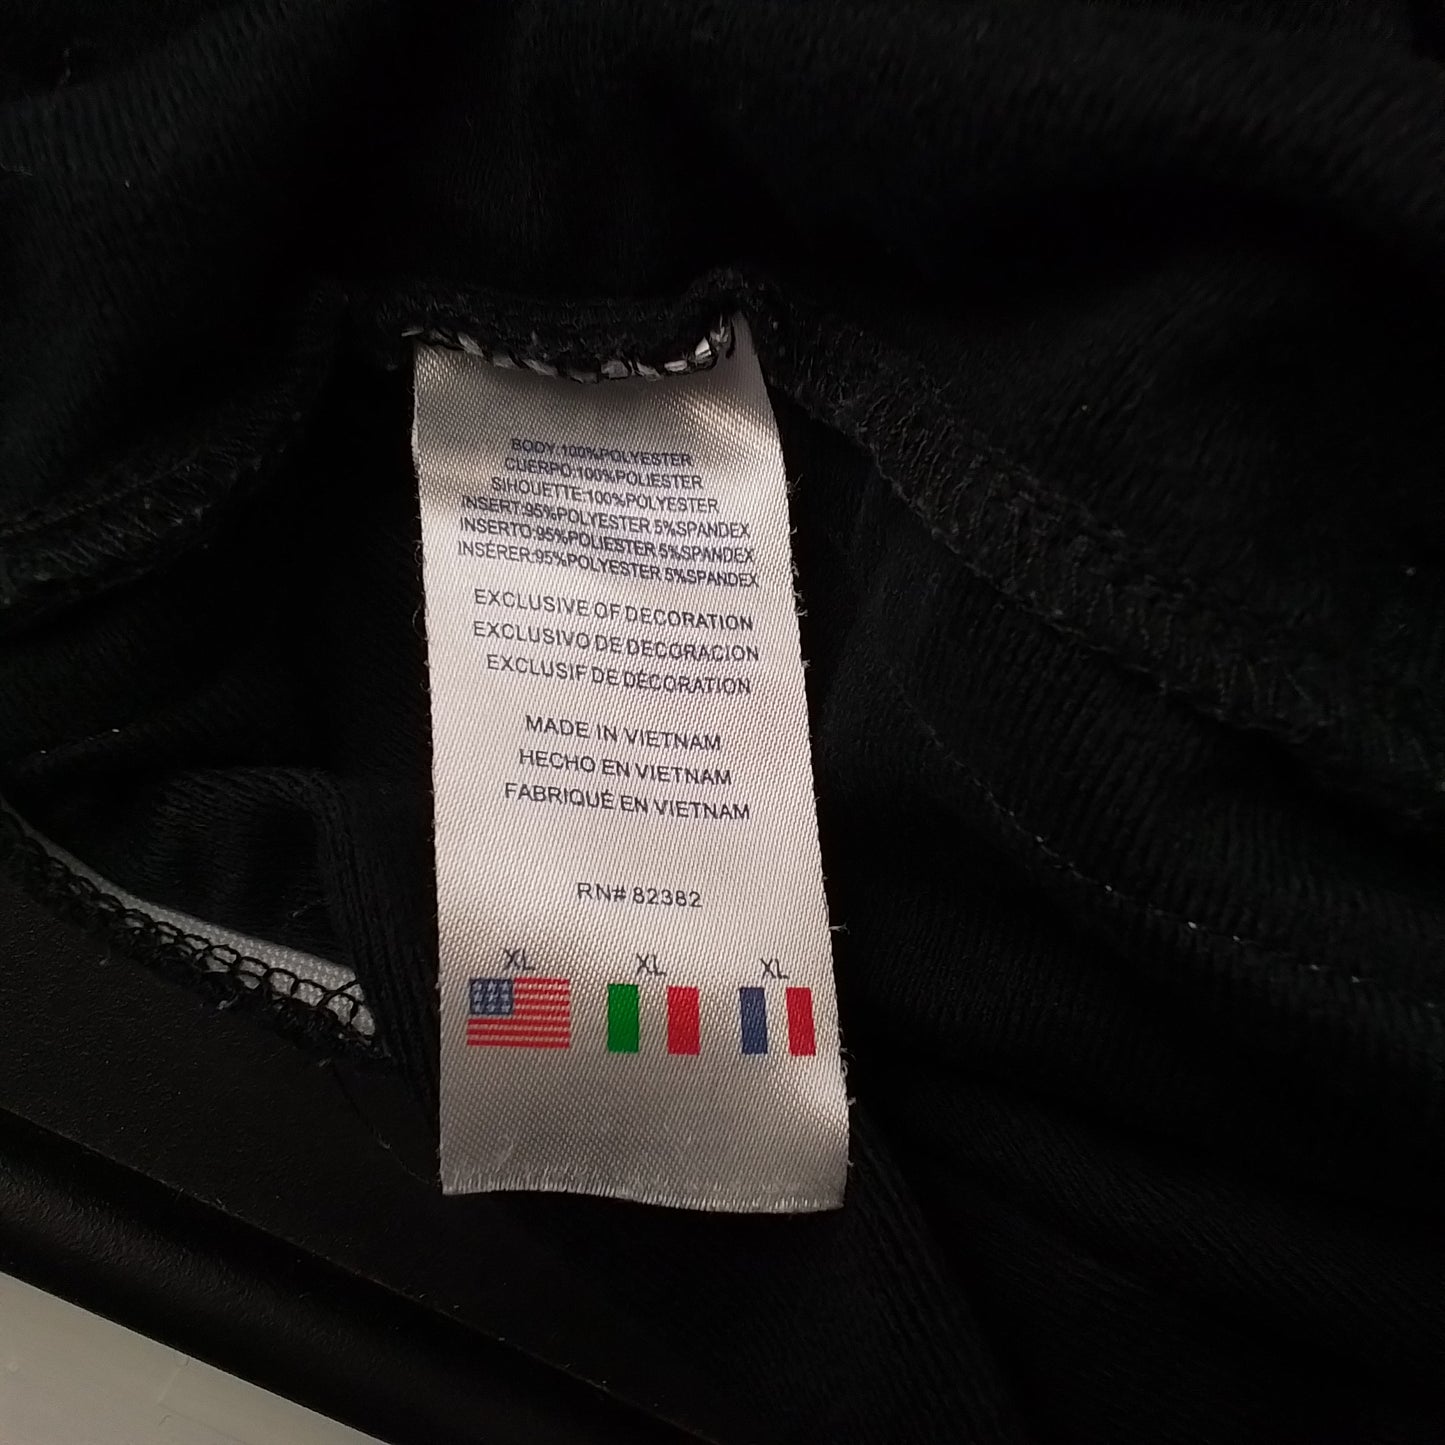 BODY:100%POLYESTER
CUERPO:100%POLIESTER
SIHOUETTE:100%POLYESTER
INSERT:95%POLYESTER 5%SPANDEX
INSERTO:95%POLIESTER 5%SPANDEX
INSERER:95%POLYESTER 5%SPANDEX
EXCLUSIVE OF DECORATION
EXCLUSIVO DE DECORACION
EXCLUSIF DE DÉCORATION
MADE IN VIETNAM
HECHO EN VIETNAM
FABRIQUÉ EN VIETNAM
RN# 82382
XL XL XL